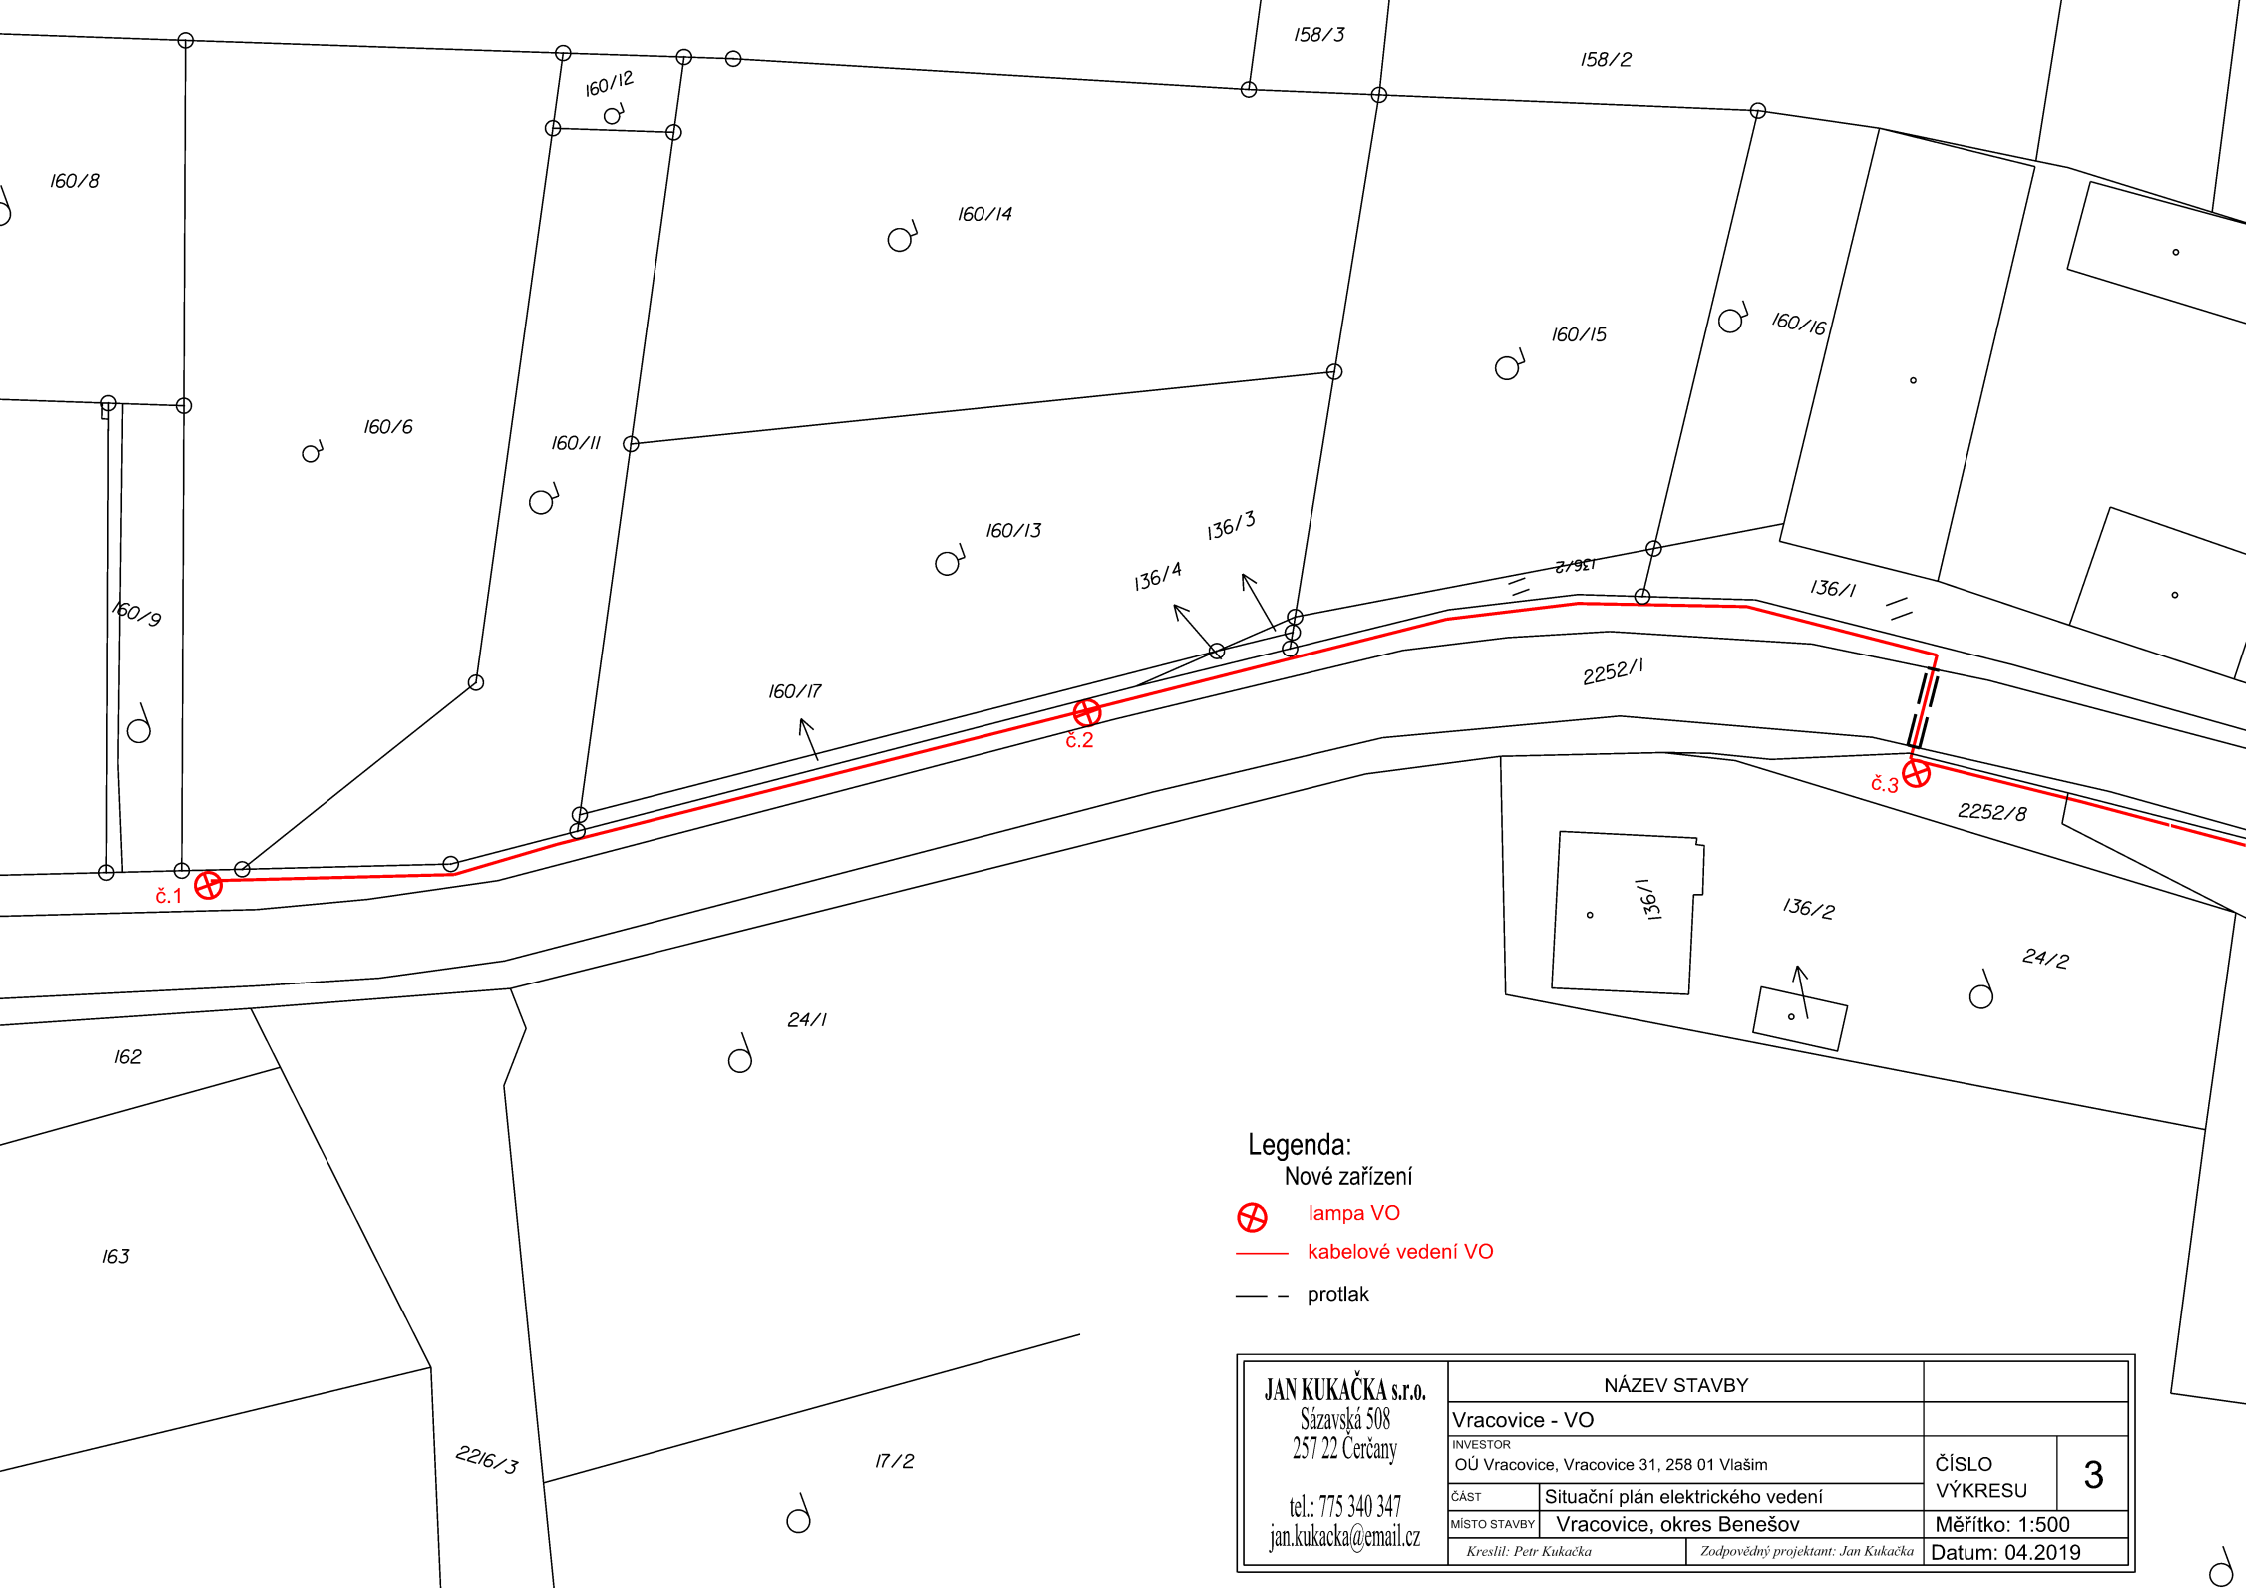 158/3
158/2
160/12
160/8
160/14
160/15
160/16
160/6
160/11
160/13
136/3
136/4
136/2
136/1
160/9
2252/1
160/17
č.2
č.3
2252/8
č.1
136/1
136/2
24/2
24/1
162
163
2216/3
17/2
Legenda:
Nové zařízení
lampa VO
kabelové vedení VO
protlak
JAN KUKAČKA s.r.o.
Sázavská 508
257 22 Čerčany
tel.: 775 340 347
jan.kukacka@email.cz
NÁZEV STAVBY
Vracovice - VO
INVESTOR
OÚ Vracovice, Vracovice 31, 258 01 Vlašim
ČÍSLO
VÝKRESU
3
ČÁST
Situační plán elektrického vedení
MÍSTO STAVBY
Vracovice, okres Benešov
Měřítko: 1:500
Kreslil: Petr Kukačka
Zodpovědný projektant: Jan Kukačka
Datum: 04.2019